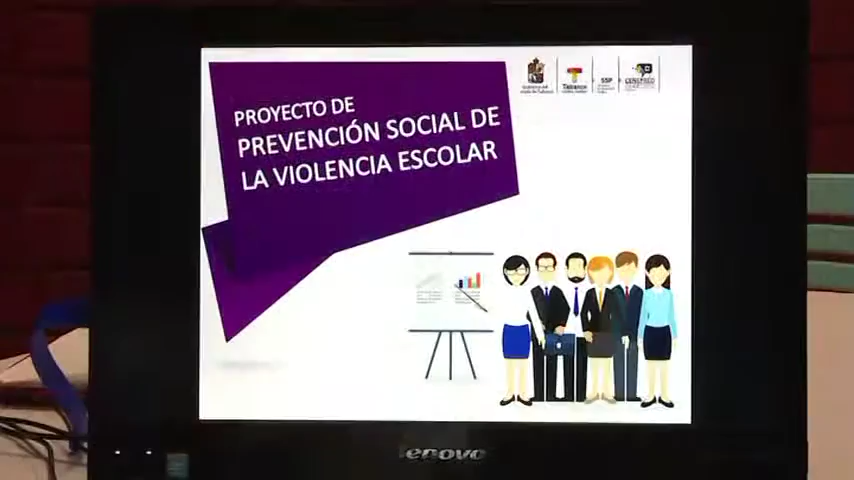 PROYECTO DE
PREVENCIÓN SOCIAL DE
LA VIOLENCIA ESCOLAR
Tabasco
SSP
lenovo